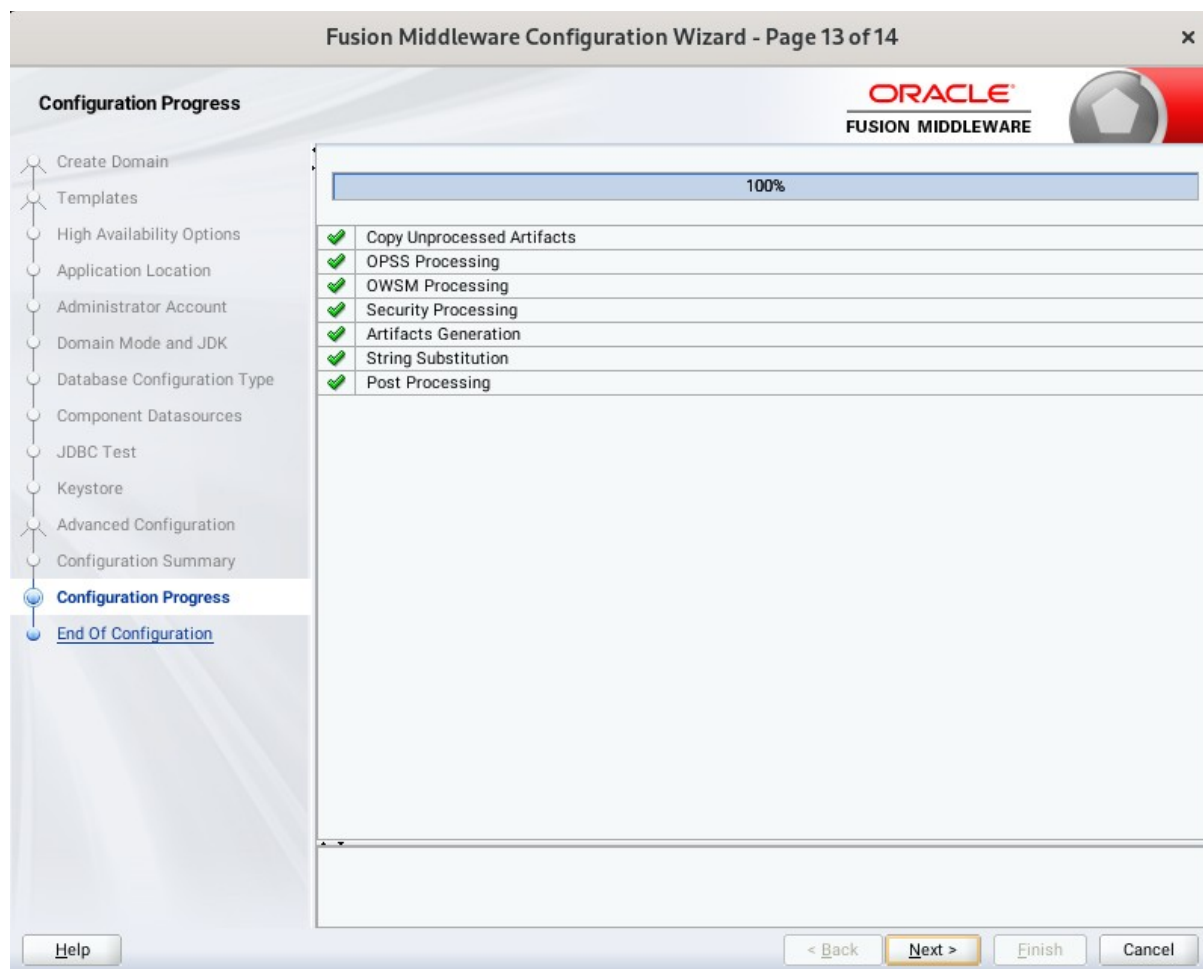 Fusion Middleware Configuration Wizard - Page 13 of 14
Configuration Progress
ORACLE
FUSION MIDDLEWARE
Create Domain
Templates
High Availability Options
Application Location
Administrator Account
Domain Mode and JDK
Database Configuration Type
Component Datasources
JDBC Test
Keystore
Advanced Configuration
Configuration Summary
Configuration Progress
End Of Configuration
100%
Copy Unprocessed Artifacts
OPSS Processing
OWSM Processing
Security Processing
Artifacts Generation
String Substitution
Post Processing
Help
< Back
Next >
Finish
Cancel